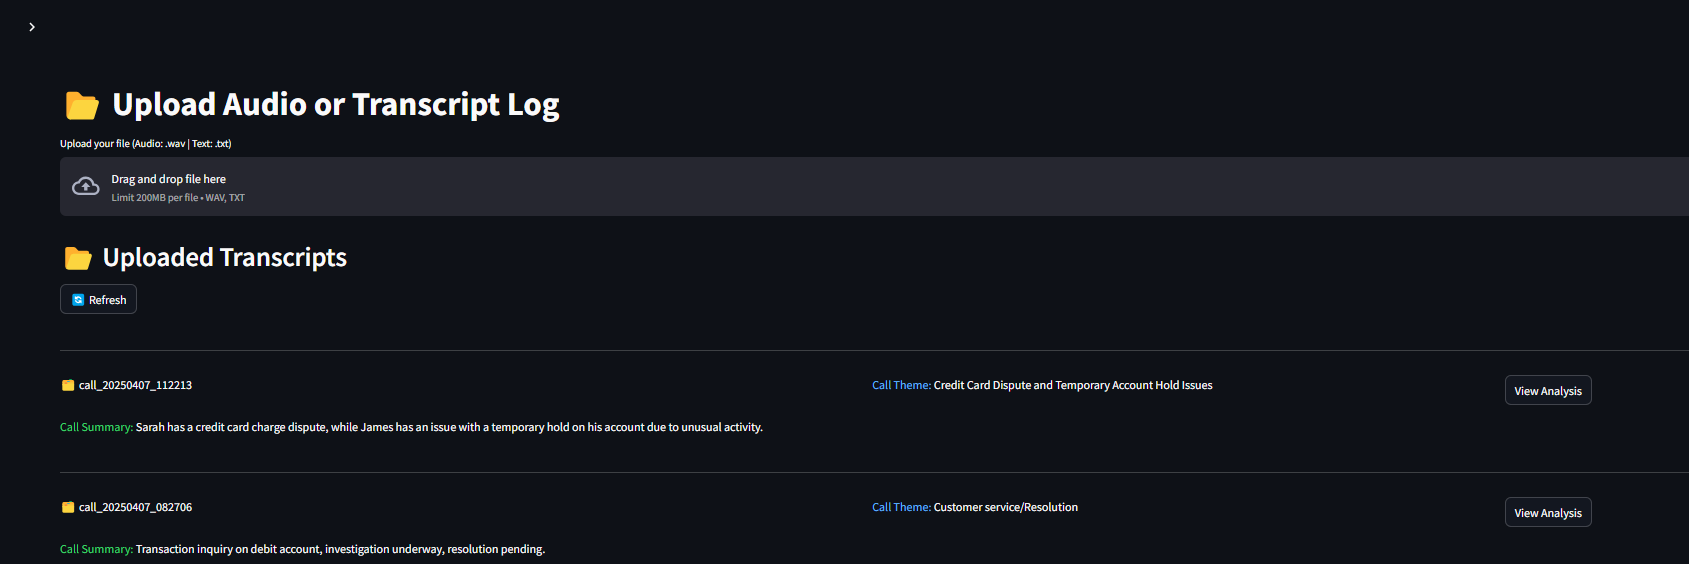 Upload Audio or Transcript Log
Upload your file (Audio: .wav | Text: .txt)
Drag and drop file here
Limit 200MB per file • WAV, TXT
Uploaded Transcripts
Refresh
call_20250407_112213
Call Theme: Credit Card Dispute and Temporary Account Hold Issues
View Analysis
Call Summary: Sarah has a credit card charge dispute, while James has an issue with a temporary hold on his account due to unusual activity.
call_20250407_082706
Call Theme: Customer service/Resolution
View Analysis
Call Summary: Transaction inquiry on debit account, investigation underway, resolution pending.